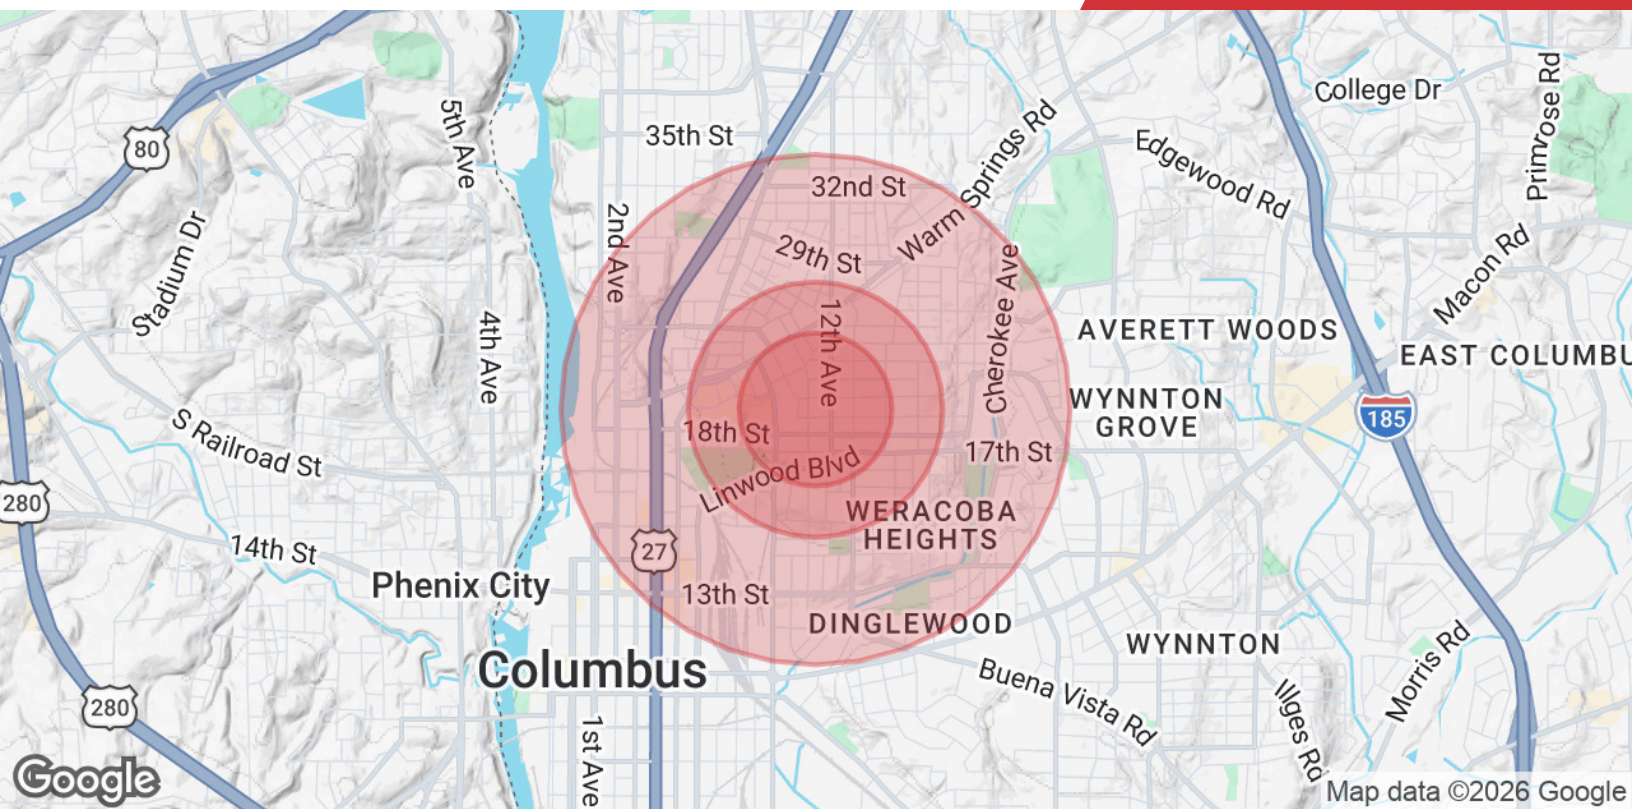 College Dr
Primrose Rd
80
5th Ave
35th St
Edgewood Rd
32nd St
Warm Springs Rd
2nd Ave
29th St
Stadium Dr
Macon Rd
4th Ave
12th Ave
Cherokee Ave
AVERETT WOODS
EAST COLUMBU
WYNNTON
GROVE
185
S Railroad St
18th St
17th St
Linwood Blvd
280
WERACOBA
HEIGHTS
14th St
27
Phenix City
13th St
DINGLEWOOD
WYNNTON
Columbus
Buena Vista Rd
Morris Rd
Illges Rd
280
1st Ave
Google
Map data ©2026 Google